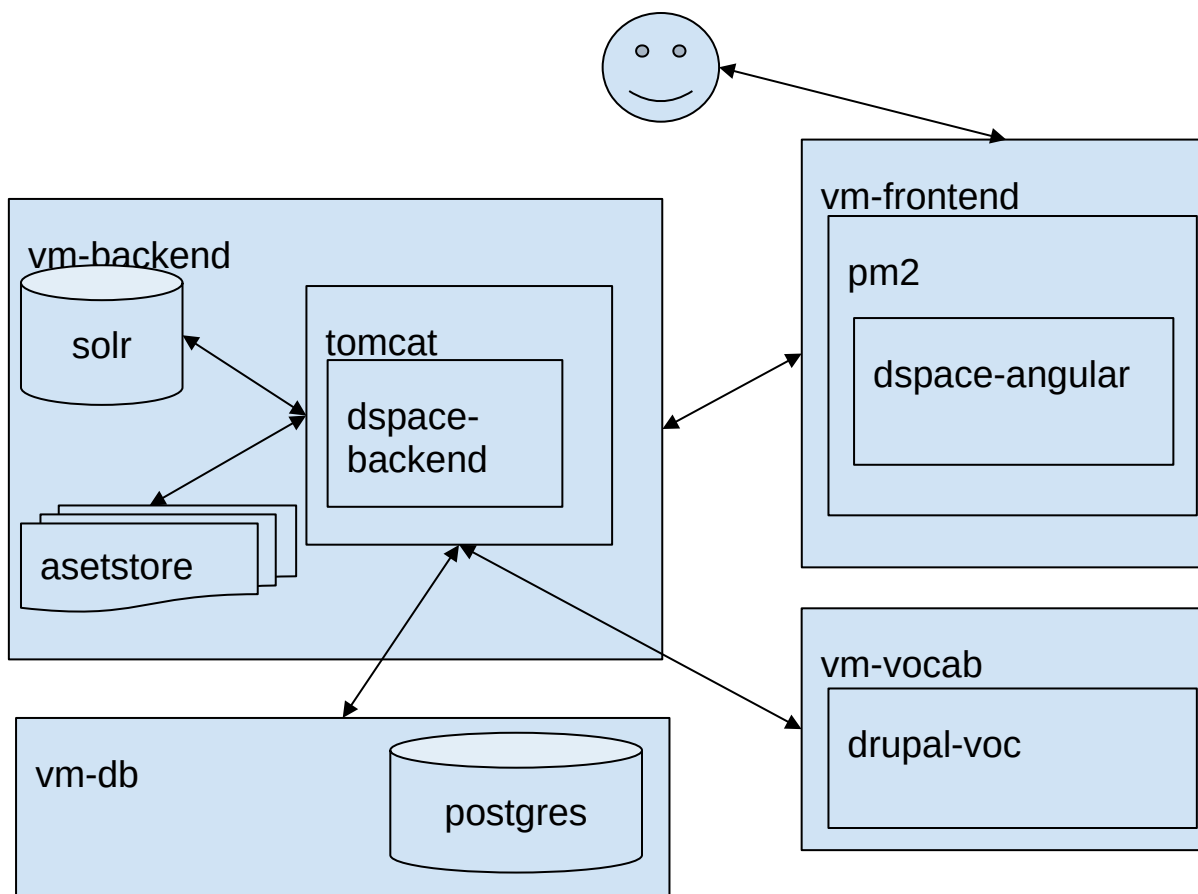 vm-frontend
pm2
dspace-angular
vm-backend
solr
tomcat
dspace-
backend
asetstore
vm-vocab
drupal-voc
vm-db
postgres